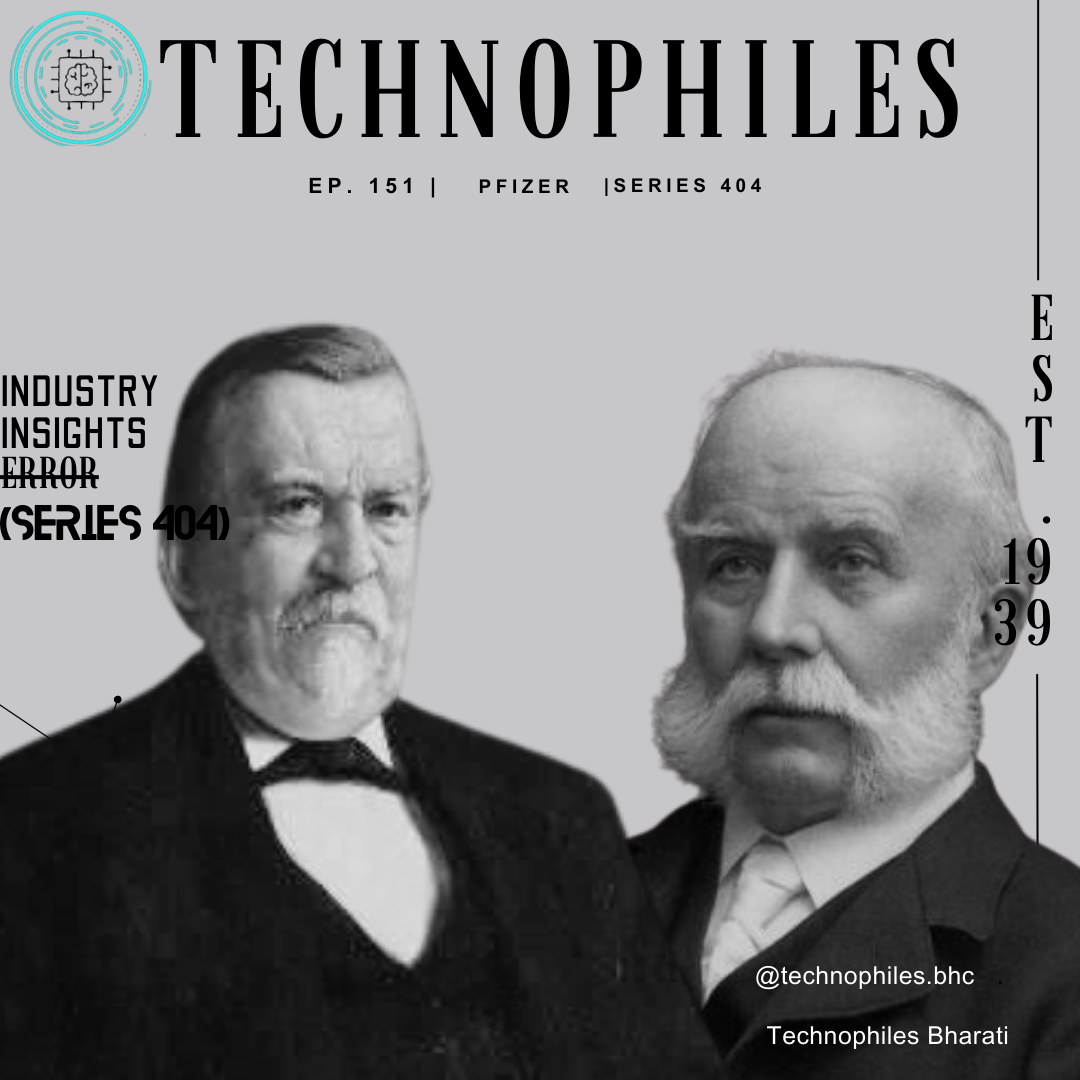 TECHNOPHILES
EP. 151 | PFIZER |SERIES 404
INDUSTRY
INSIGHTS
ERROR
(SERIES 404)
EST.
19
39
@technophiles.bhc
Technophiles Bharati